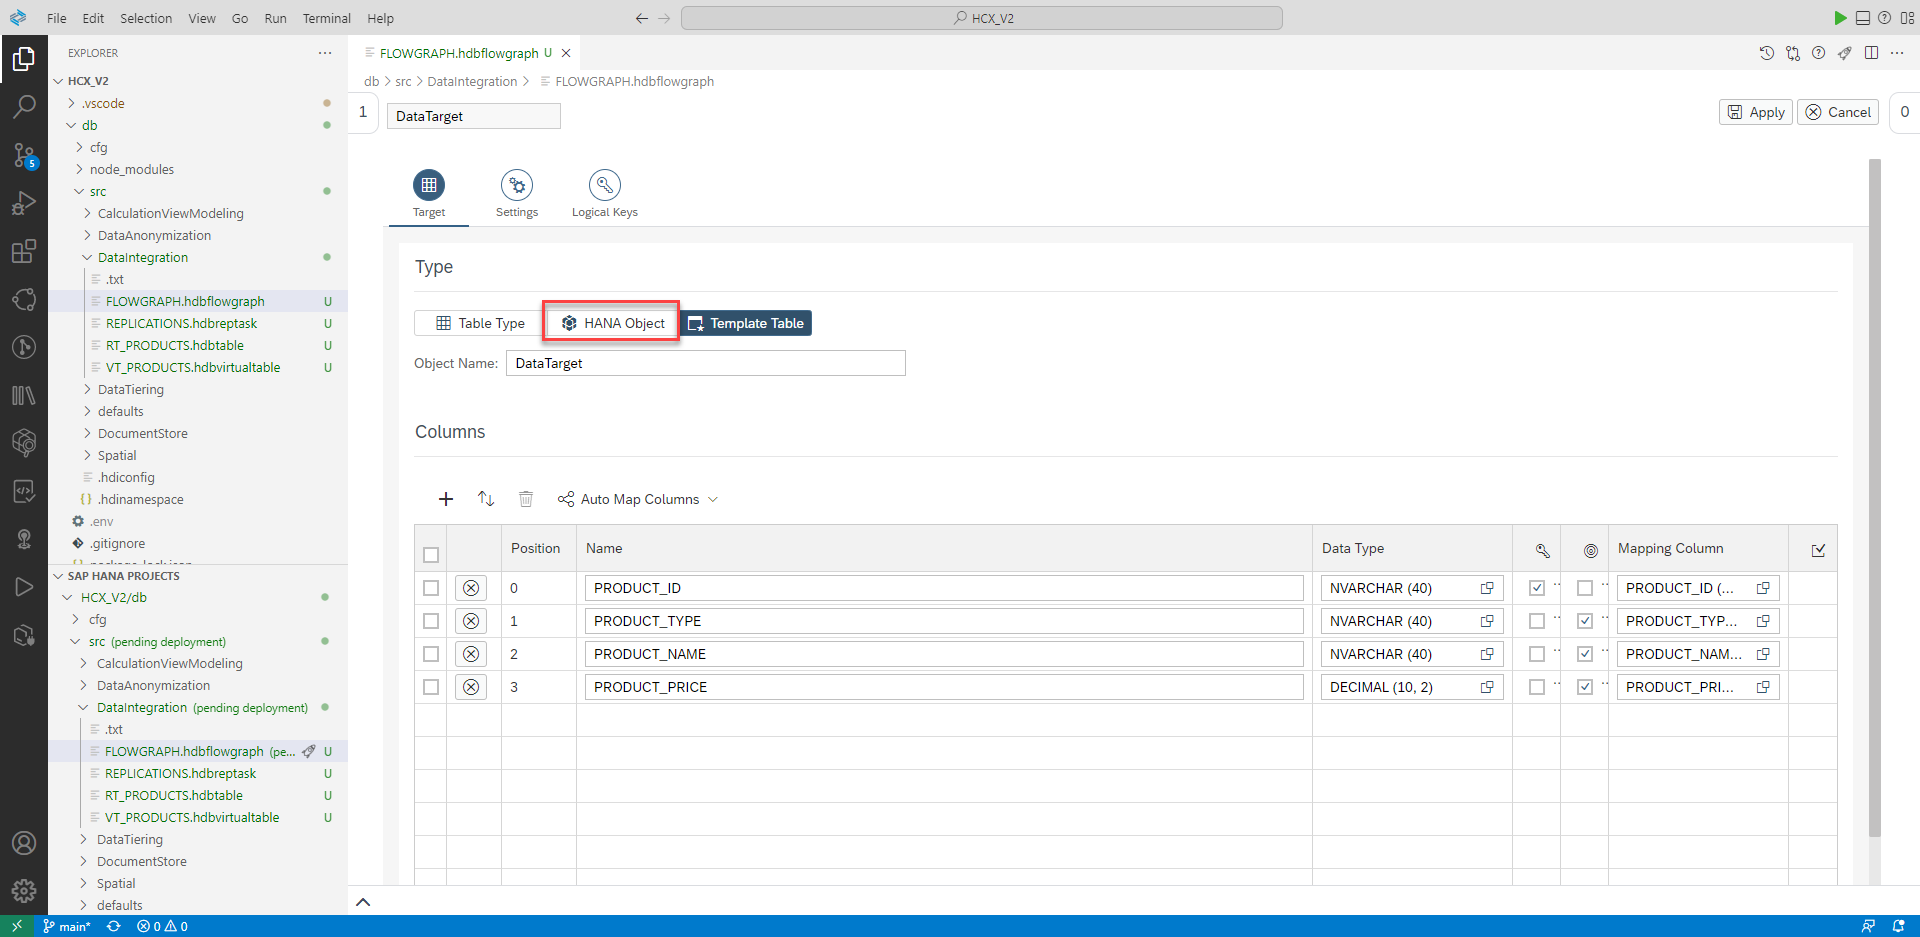 File Edit Selection View Go Run Terminal Help
HCX_V2
EXPLORER
HCX_V2
.vscode
db
cfg
node_modules
src
CalculationViewModeling
DataAnonymization
DataIntegration
.txt
FLOWGRAPH.hdbflowgraph U
REPLICATIONS.hdbreptask U
RT_PRODUCTS.hdbtable U
VT_PRODUCTS.hdbvirtualtable U
DataTiering
defaults
DocumentStore
Spatial
.hdiconfig
{} .hdinamespace
.env
.gitignore
SAP HANA PROJECTS
HCX_V2/db
cfg
src (pending deployment)
CalculationViewModeling
DataAnonymization
DataIntegration (pending deployment)
.txt
FLOWGRAPH.hdbflowgraph (pe... U
REPLICATIONS.hdbreptask U
RT_PRODUCTS.hdbtable U
VT_PRODUCTS.hdbvirtualtable U
DataTiering
DocumentStore
Spatial
defaults
5
FLOWGRAPH.hdbflowgraph U
db > src > DataIntegration > FLOWGRAPH.hdbflowgraph
1 DataTarget Apply Cancel 0
Target Settings Logical Keys
Type
Table Type HANA Object Template Table
Object Name: DataTarget
Columns
Auto Map Columns
Position Name Data Type Mapping Column
0 PRODUCT_ID NVARCHAR (40) PRODUCT_ID (...
1 PRODUCT_TYPE NVARCHAR (40) PRODUCT_TYP...
2 PRODUCT_NAME NVARCHAR (40) PRODUCT_NAM...
3 PRODUCT_PRICE DECIMAL (10, 2) PRODUCT_PRI...
main* 0 0